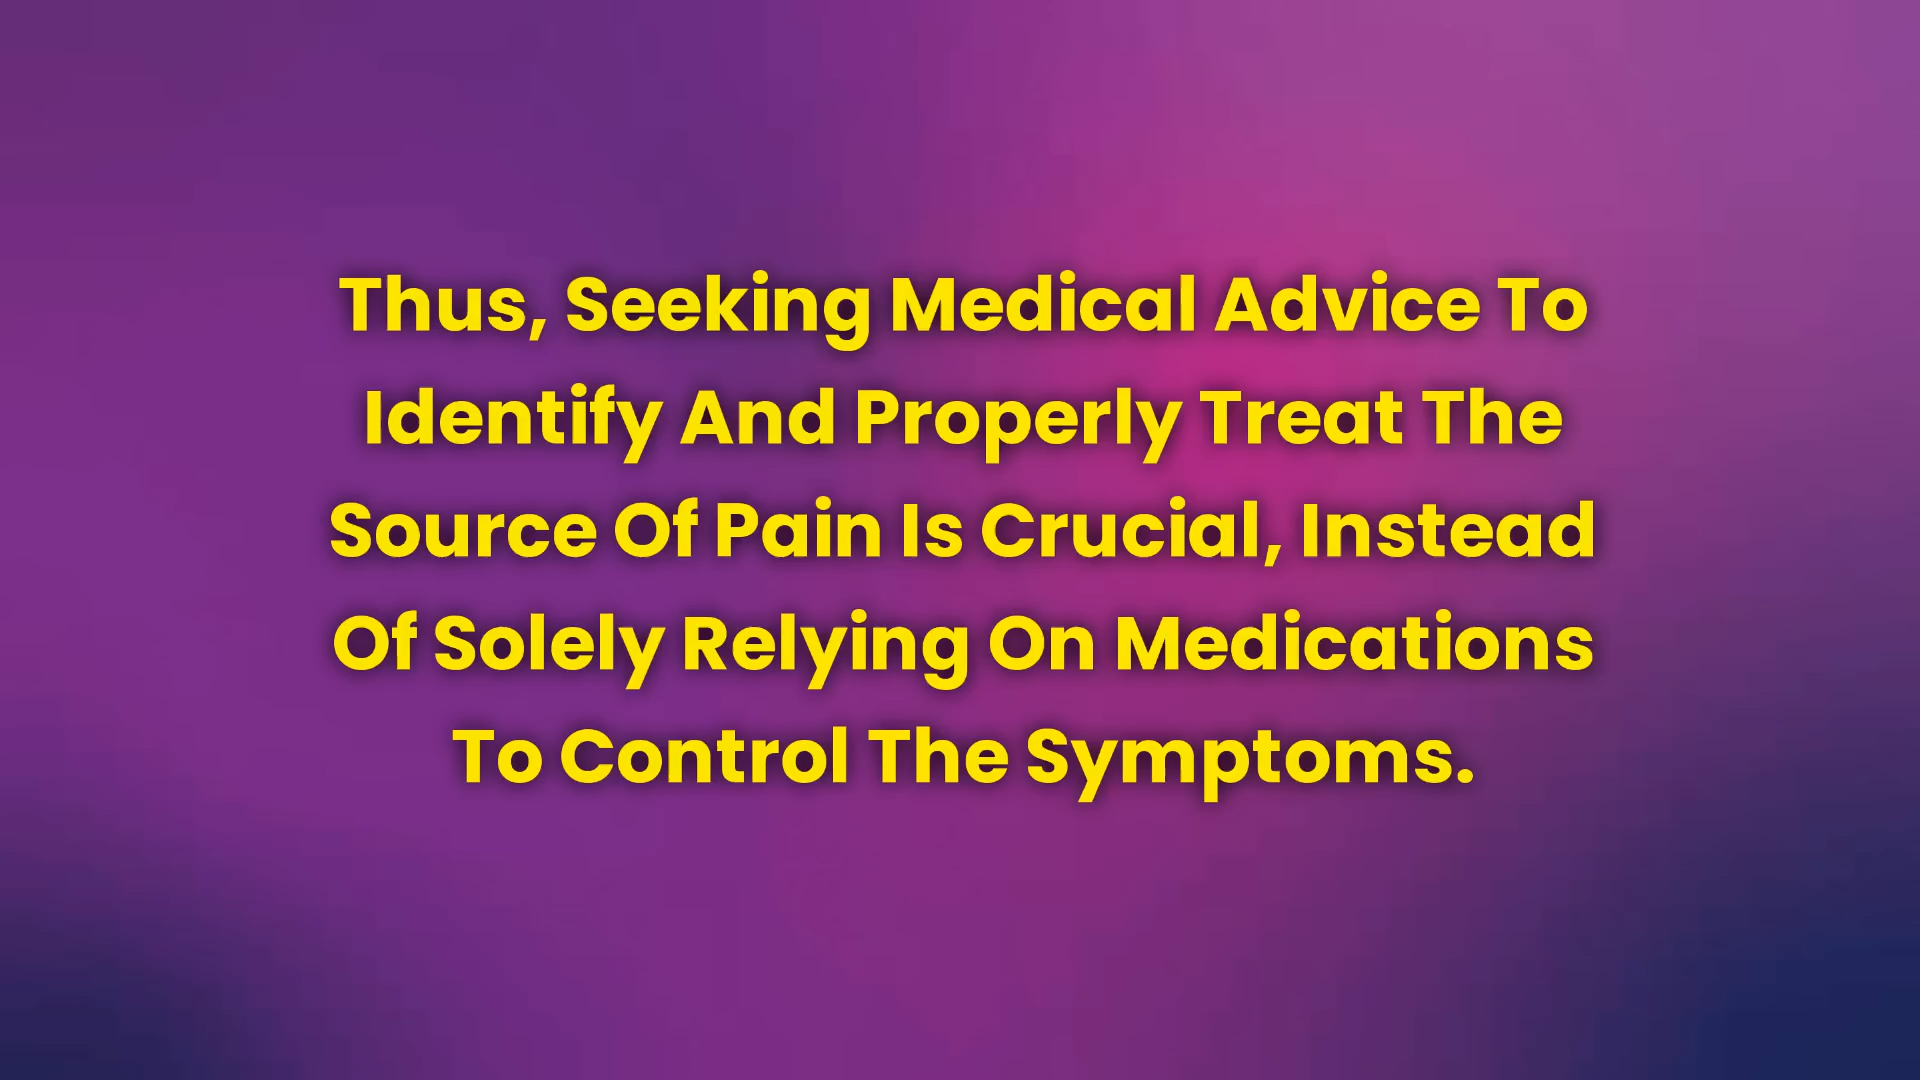 Thus, Seeking Medical Advice To
Identify And Properly Treat The
Source Of Pain Is Crucial, Instead
Of Solely Relying On Medications
To Control The Symptoms.